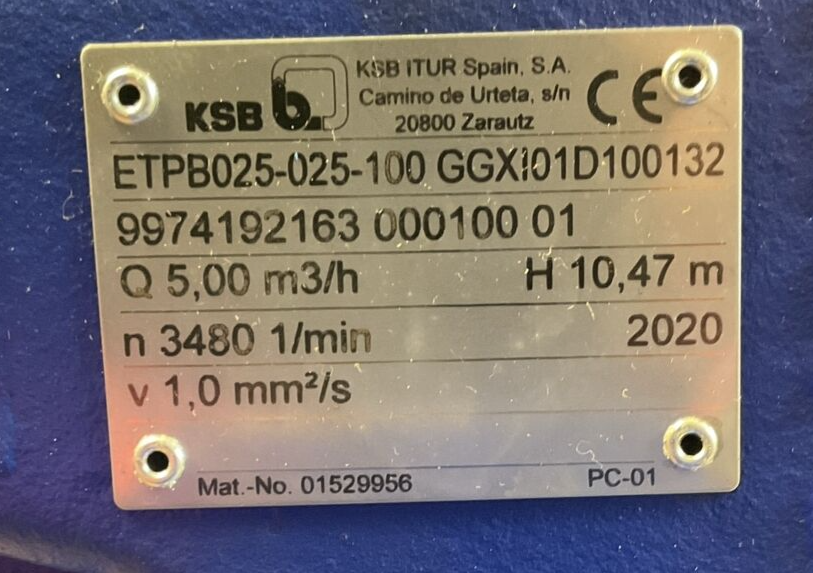 KSB b. KSB ITUR Spain, S.A.
Camino de Urteta, s/n
20800 Zarautz
CE
ETPB025-025-100 GGXI01D100132
9974192163 000100 01
Q 5,00 m3/h H 10,47 m
n 3480 1/min 2020
v 1,0 mm²/s
Mat.-No. 01529956 PC-01